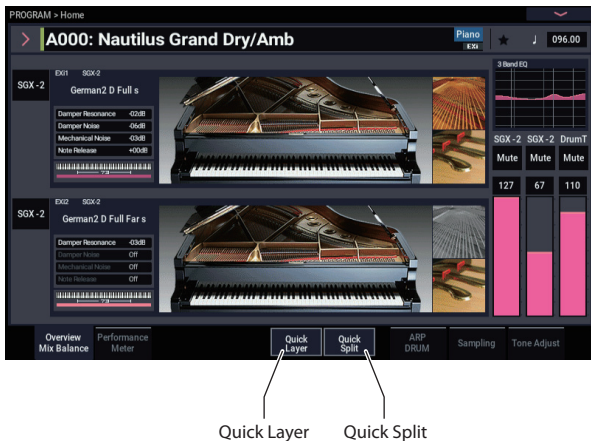 PROGRAM > Home
A000: Nautilus Grand Dry/Amb
Piano
EXi
♩ 096.00
SGX-2
EXI1 SGX-2
German2 D Full s
Damper Resonance -02dB
Damper Noise -06dB
Mechanical Noise -03dB
Note Release +00dB
73
3 Band EQ
SGX-2 SGX-2 DrumT
Mute Mute Mute
127 67 110
SGX-2
EXI2 SGX-2
German2 D Full Far s
Damper Resonance -03dB
Damper Noise Off
Mechanical Noise Off
Note Release Off
73
Overview
Mix Balance
Performance
Meter
Quick
Layer
Quick
Split
ARP
DRUM
Sampling
Tone Adjust
Quick Layer Quick Split